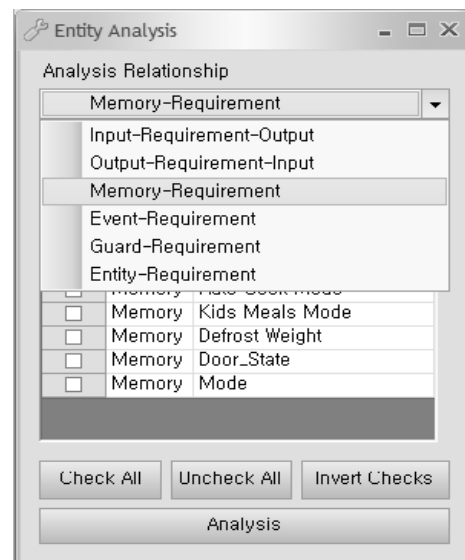 Entity Analysis
Analysis Relationship
Memory-Requirement
Input-Requirement-Output
Output-Requirement-Input
Memory-Requirement
Event-Requirement
Guard-Requirement
Entity-Requirement
Memory Mode
Memory Kids Meals Mode
Memory Defrost Weight
Memory Door_State
Memory Mode
Check All Uncheck All Invert Checks
Analysis